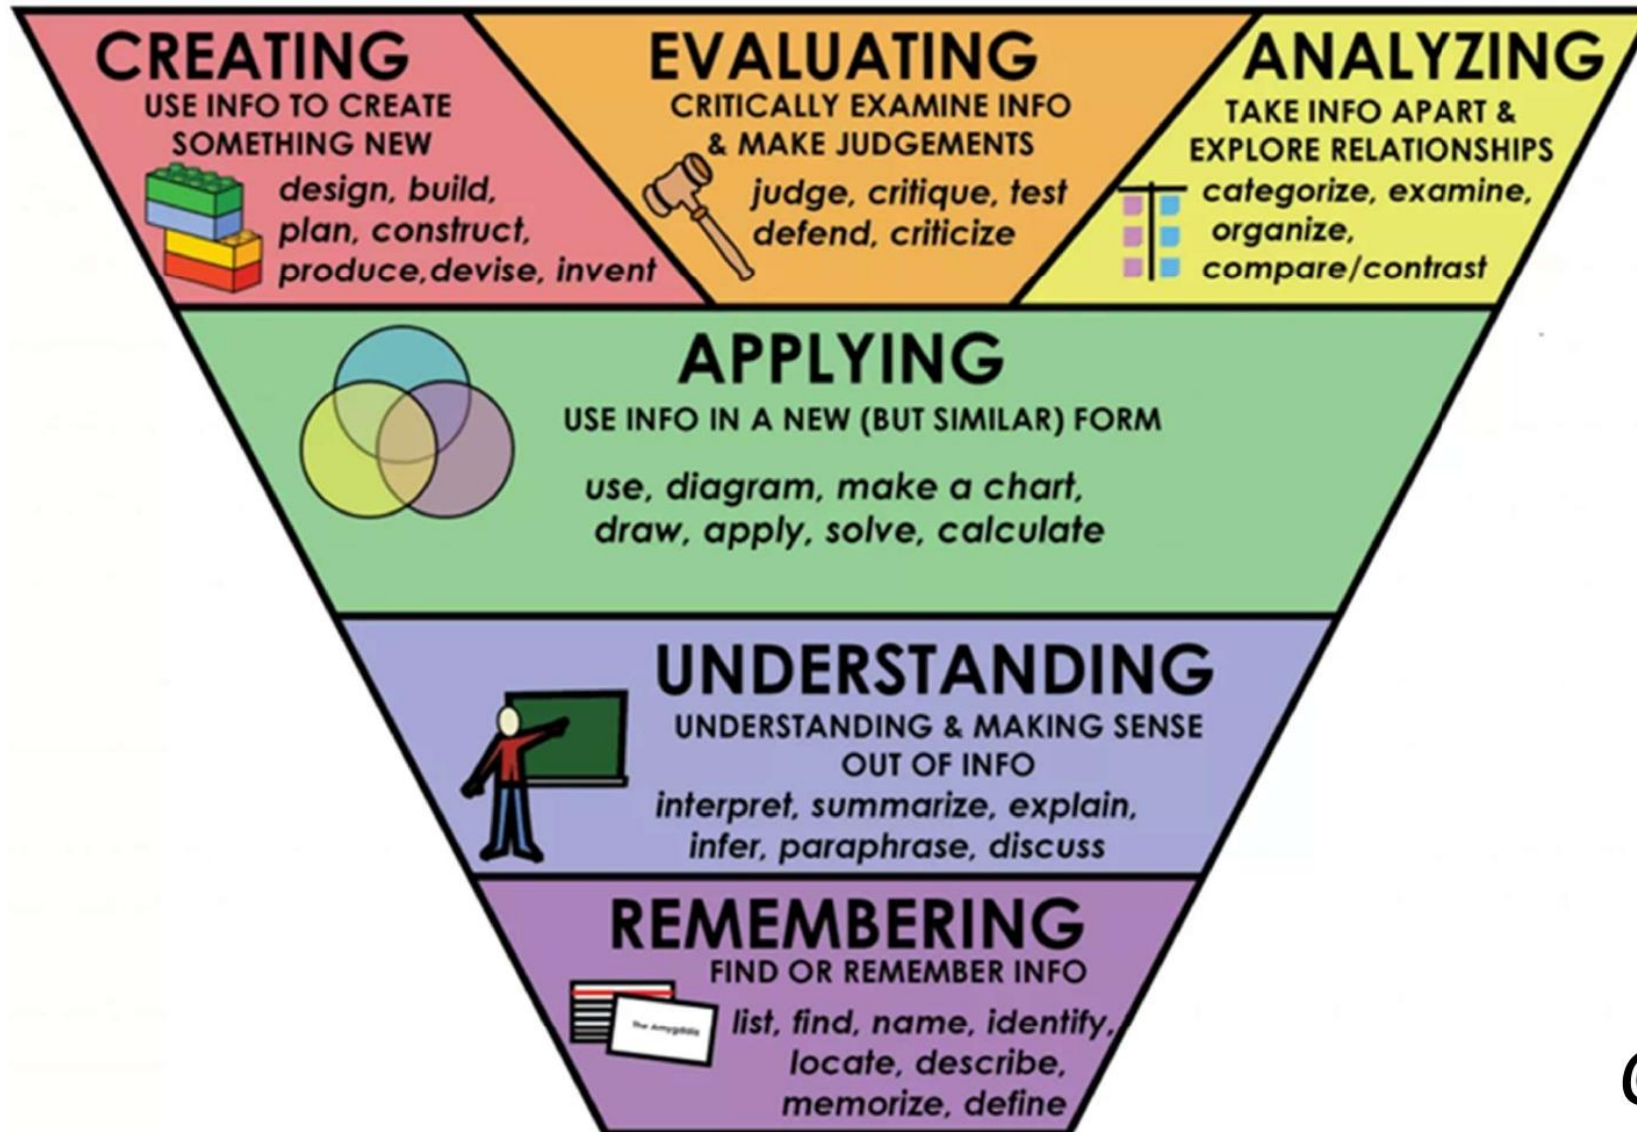 CREATING
USE INFO TO CREATE
SOMETHING NEW
design, build,
plan, construct,
produce, devise, invent
EVALUATING
CRITICALLY EXAMINE INFO
& MAKE JUDGEMENTS
judge, critique, test
defend, criticize
ANALYZING
TAKE INFO APART &
EXPLORE RELATIONSHIPS
categorize, examine,
organize,
compare/contrast
APPLYING
USE INFO IN A NEW (BUT SIMILAR) FORM
use, diagram, make a chart,
draw, apply, solve, calculate
UNDERSTANDING
UNDERSTANDING & MAKING SENSE
OUT OF INFO
interpret, summarize, explain,
infer, paraphrase, discuss
REMEMBERING
FIND OR REMEMBER INFO
The Amygdala
list, find, name, identify,
locate, describe,
memorize, define